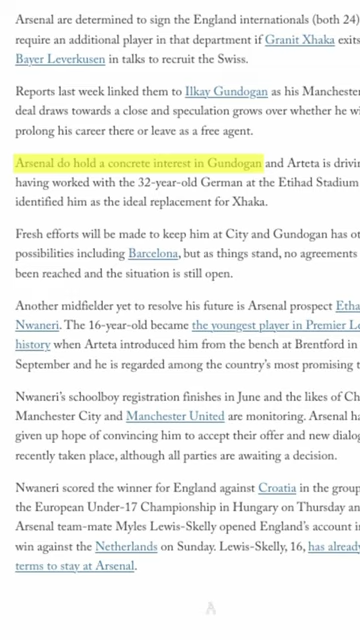 Arsenal are determined to sign the England internationals (both 24)
require an additional player in that department if Granit Xhaka exits
Bayer Leverkusen in talks to recruit the Swiss.
Reports last week linked them to Ilkay Gundogan as his Manchester
deal draws towards a close and speculation grows over whether he wi
prolong his career there or leave as a free agent.
Arsenal do hold a concrete interest in Gundogan and Arteta is drivin
having worked with the 32-year-old German at the Etihad Stadium
identified him as the ideal replacement for Xhaka.
Fresh efforts will be made to keep him at City and Gundogan has ot
possibilities including Barcelona, but as things stand, no agreements
been reached and the situation is still open.
Another midfielder yet to resolve his future is Arsenal prospect Etha
Nwaneri. The 16-year-old became the youngest player in Premier Le
history when Arteta introduced him from the bench at Brentford in
September and he is regarded among the country's most promising t
Nwaneri's schoolboy registration finishes in June and the likes of Ch
Manchester City and Manchester United are monitoring. Arsenal ha
given up hope of convincing him to accept their offer and new dialog
recently taken place, although all parties are awaiting a decision.
Nwaneri scored the winner for England against Croatia in the group
the European Under-17 Championship in Hungary on Thursday an
Arsenal team-mate Myles Lewis-Skelly opened England's account i
win against the Netherlands on Sunday. Lewis-Skelly, 16, has already
terms to stay at Arsenal.
A